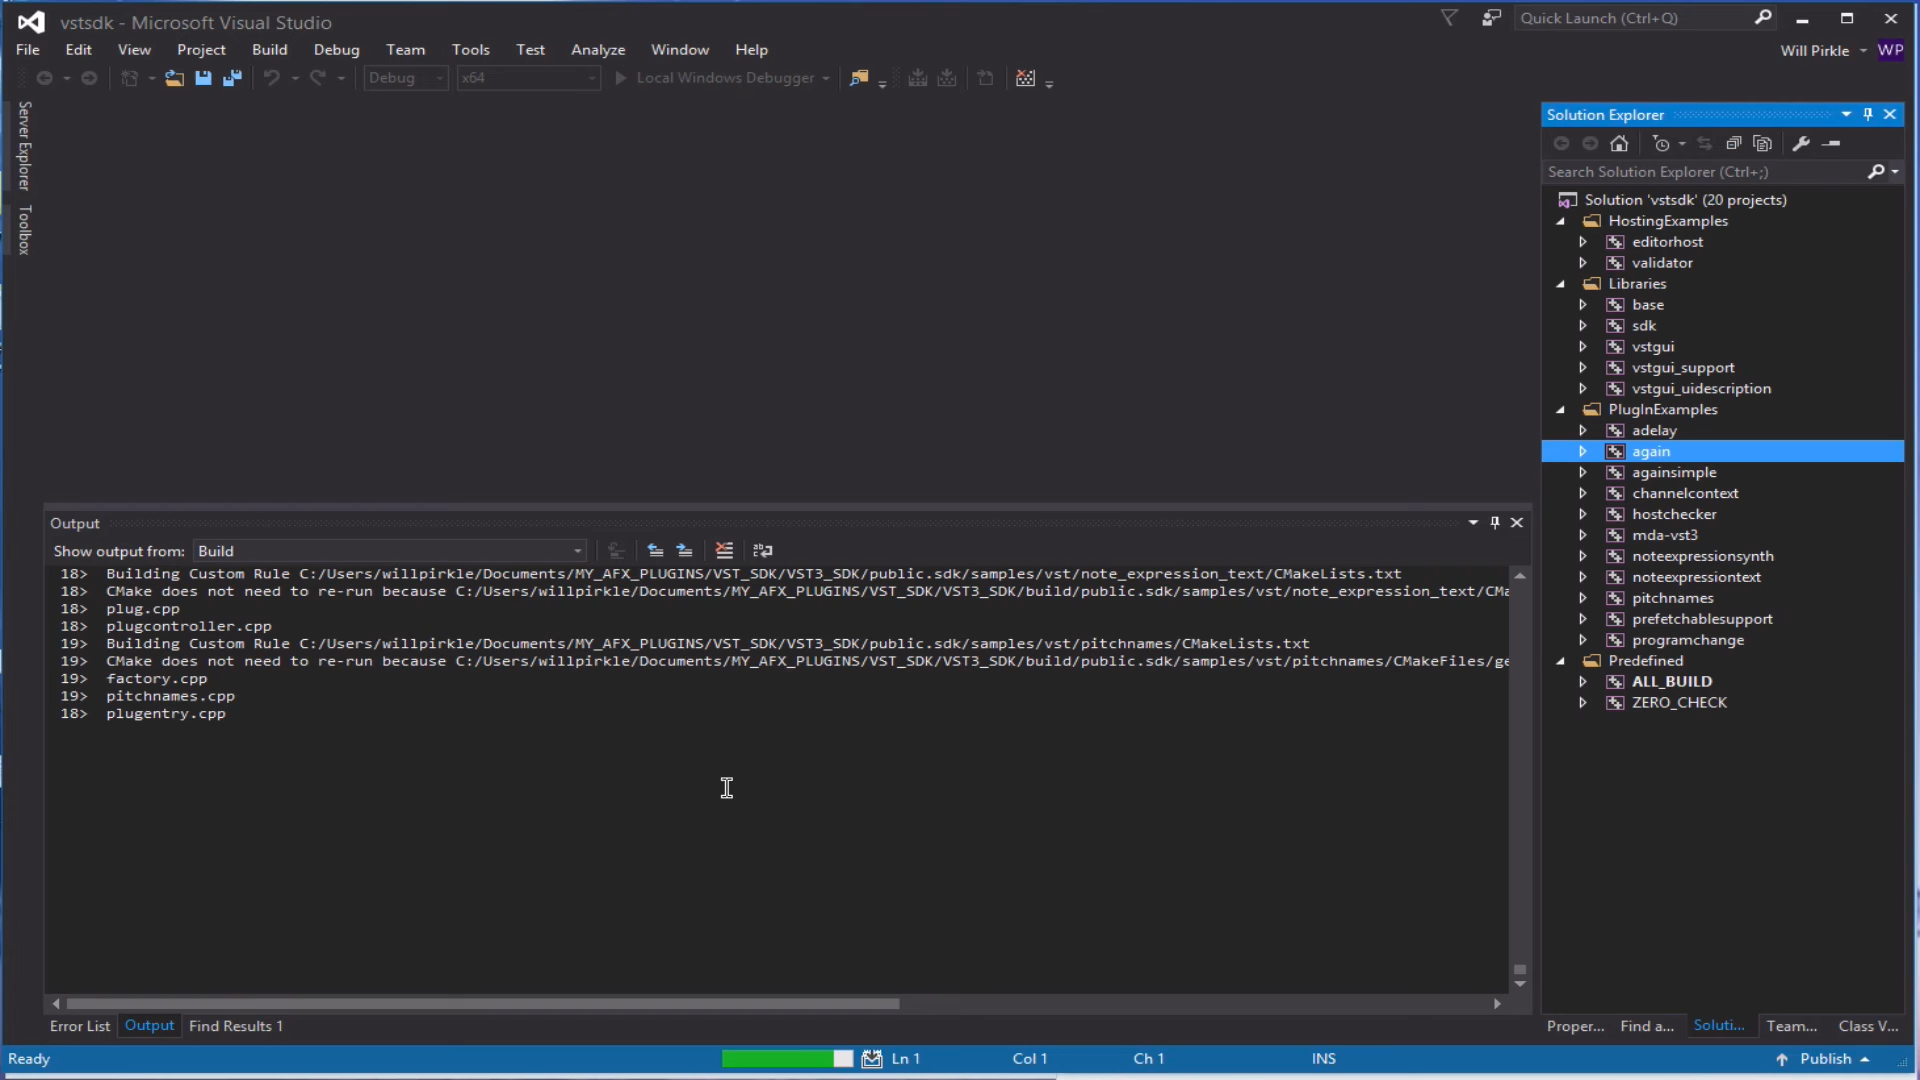 vstsdk - Microsoft Visual Studio
Quick Launch (Ctrl+Q)
File Edit View Project Build Debug Team Tools Test Analyze Window Help
Will Pirkle WP
Debug x64 Local Windows Debugger
Server Explorer
Toolbox
Solution Explorer
Search Solution Explorer (Ctrl+;)
Solution 'vstsdk' (20 projects)
HostingExamples
editorhost
validator
Libraries
base
sdk
vstgui
vstgui_support
vstgui_uidescription
PlugInExamples
adelay
again
againsimple
channelcontext
hostchecker
mda-vst3
noteexpressionsynth
noteexpressiontext
pitchnames
prefetchablesupport
programchange
Predefined
ALL_BUILD
ZERO_CHECK
Output
Show output from: Build
18> Building Custom Rule C:/Users/willpirkle/Documents/MY_AFX_PLUGINS/VST_SDK/VST3_SDK/public.sdk/samples/vst/note_expression_text/CMakeLists.txt
18> CMake does not need to re-run because C:/Users/willpirkle/Documents/MY_AFX_PLUGINS/VST_SDK/VST3_SDK/build/public.sdk/samples/vst/note_expression_text/CMa
18> plug.cpp
18> plugcontroller.cpp
19> Building Custom Rule C:/Users/willpirkle/Documents/MY_AFX_PLUGINS/VST_SDK/VST3_SDK/public.sdk/samples/vst/pitchnames/CMakeLists.txt
19> CMake does not need to re-run because C:/Users/willpirkle/Documents/MY_AFX_PLUGINS/VST_SDK/VST3_SDK/build/public.sdk/samples/vst/pitchnames/CMakeFiles/ge
19> factory.cpp
19> pitchnames.cpp
18> plugentry.cpp
Error List Output Find Results 1
Proper... Find a... Soluti... Team... Class V...
Ready Ln 1 Col 1 Ch 1 INS Publish